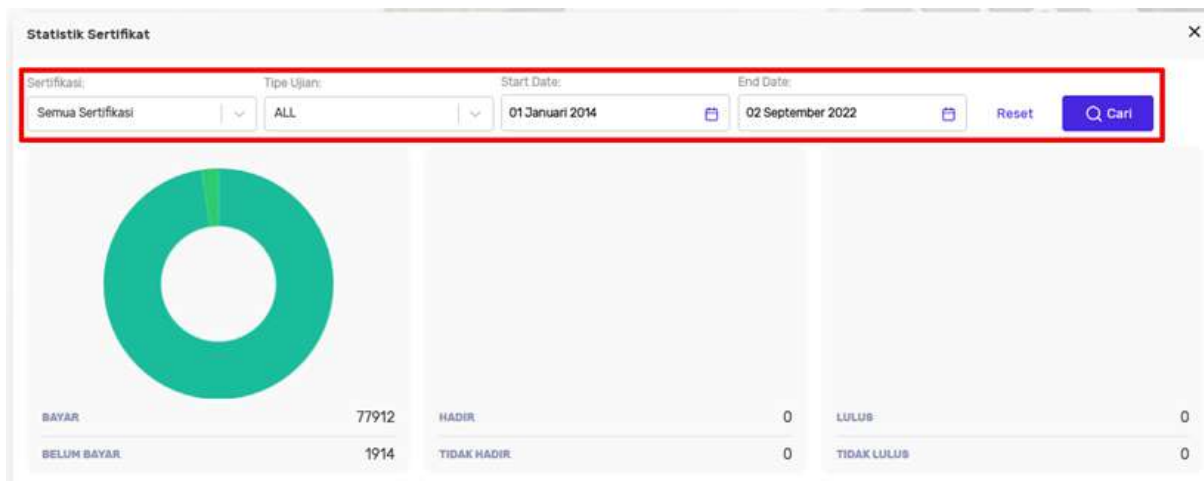 Statistik Sertifikat
Sertifikasi: Tipe Ujian: Start Date: End Date:
Semua Sertifikasi ALL 01 Januari 2014 02 September 2022 Reset Cari
BAYAR 77912 HADIR 0 LULUS 0
BELUM BAYAR 1914 TIDAK HADIR 0 TIDAK LULUS 0